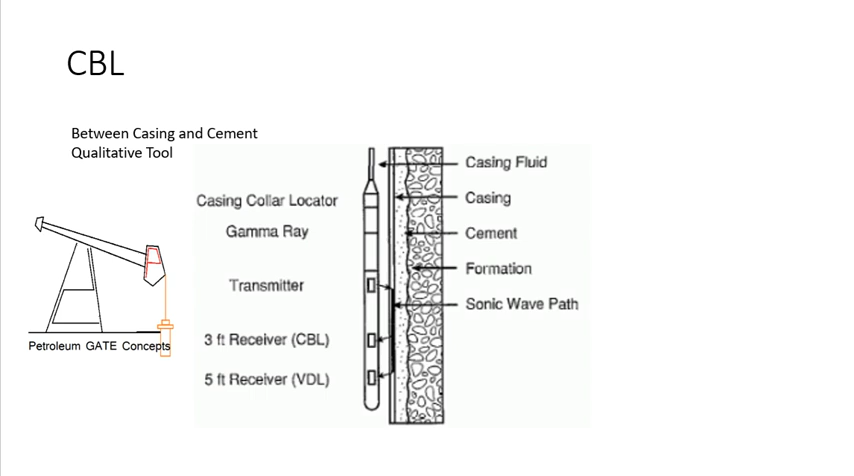 CBL
Between Casing and Cement
Qualitative Tool
Casing Collar Locator
Gamma Ray
Transmitter
3 ft Receiver (CBL)
5 ft Receiver (VDL)
Casing Fluid
Casing
Cement
Formation
Sonic Wave Path
Petroleum GATE Concepts